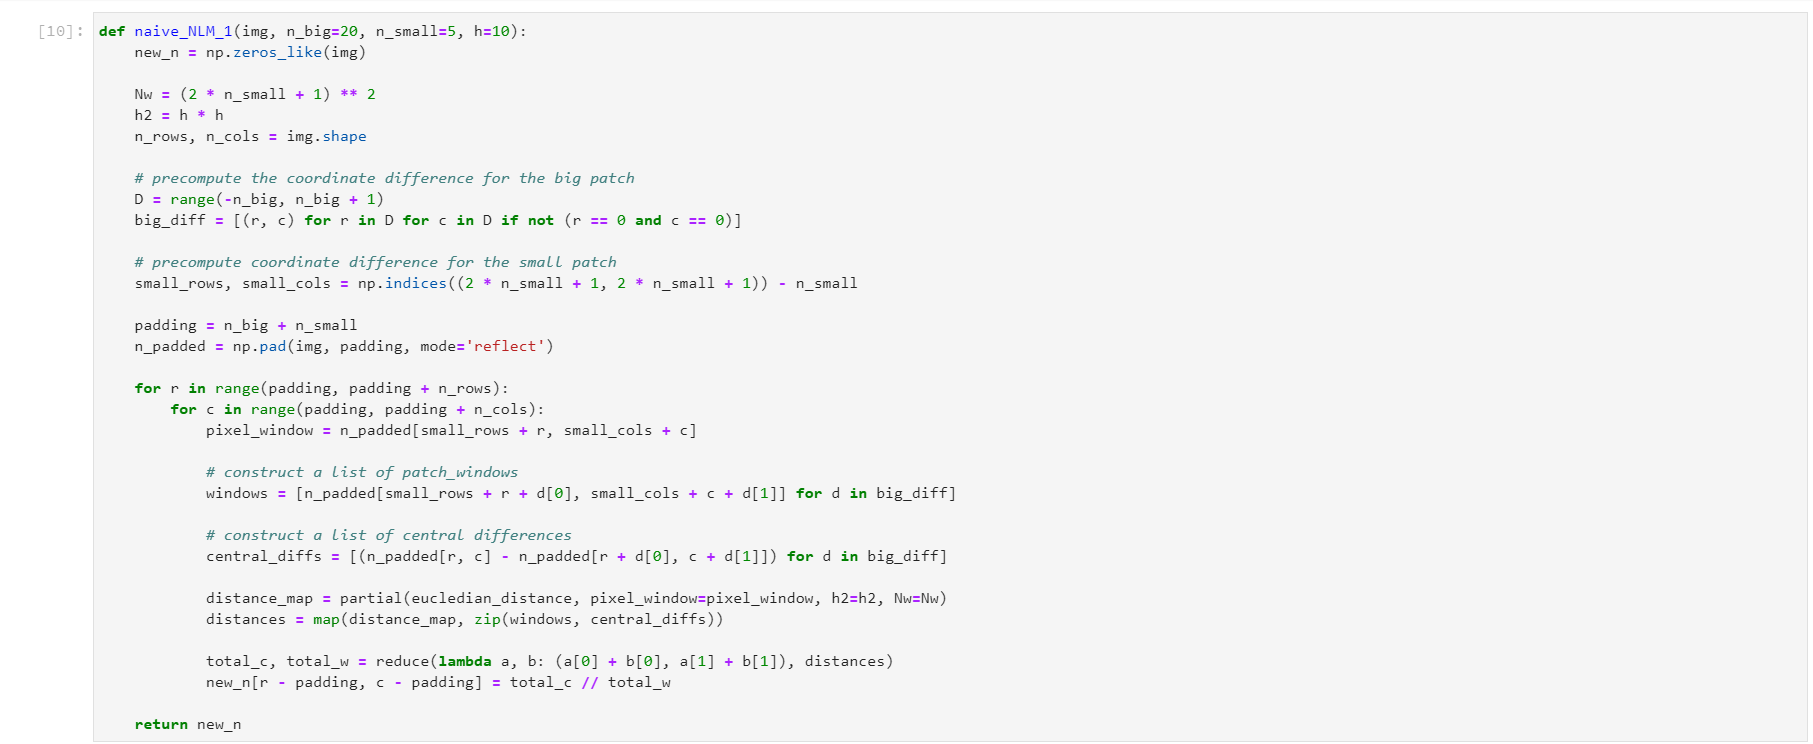 [10]: def naive_NLM_1(img, n_big=20, n_small=5, h=10):
    new_n = np.zeros_like(img)

    Nw = (2 * n_small + 1) ** 2
    h2 = h * h
    n_rows, n_cols = img.shape

    # precompute the coordinate difference for the big patch
    D = range(-n_big, n_big + 1)
    big_diff = [(r, c) for r in D for c in D if not (r == 0 and c == 0)]

    # precompute coordinate difference for the small patch
    small_rows, small_cols = np.indices((2 * n_small + 1, 2 * n_small + 1)) - n_small

    padding = n_big + n_small
    n_padded = np.pad(img, padding, mode='reflect')

    for r in range(padding, padding + n_rows):
        for c in range(padding, padding + n_cols):
            pixel_window = n_padded[small_rows + r, small_cols + c]

            # construct a list of patch_windows
            windows = [n_padded[small_rows + r + d[0], small_cols + c + d[1]] for d in big_diff]

            # construct a list of central differences
            central_diffs = [(n_padded[r, c] - n_padded[r + d[0], c + d[1]]) for d in big_diff]

            distance_map = partial(eucledian_distance, pixel_window=pixel_window, h2=h2, Nw=Nw)
            distances = map(distance_map, zip(windows, central_diffs))

            total_c, total_w = reduce(lambda a, b: (a[0] + b[0], a[1] + b[1]), distances)
            new_n[r - padding, c - padding] = total_c // total_w

    return new_n